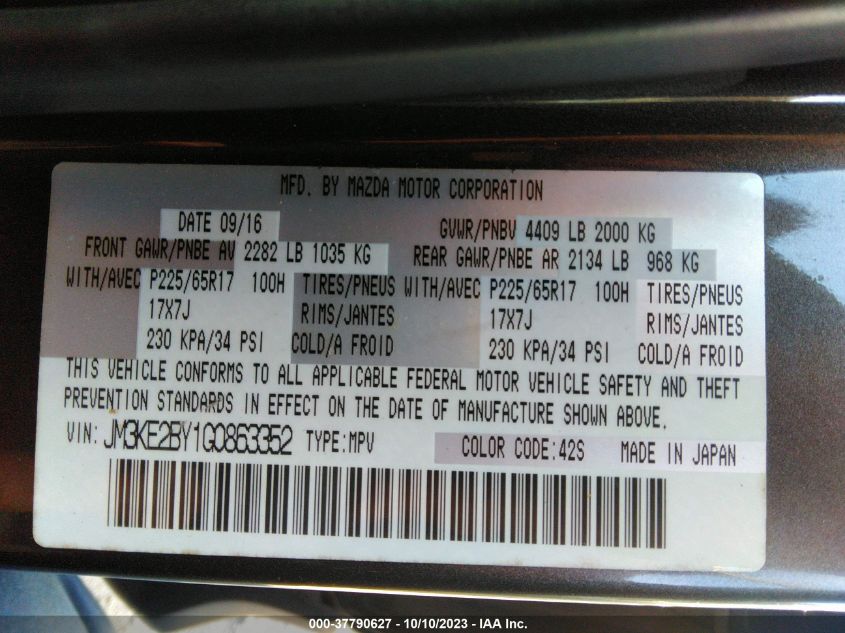 MFD. BY MAZDA MOTOR CORPORATION
DATE 09/16 GVWR/PNBV 4409 LB 2000 KG
FRONT GAWR/PNBE AV 2282 LB 1035 KG REAR GAWR/PNBE AR 2134 LB 968 KG
WITH/AVEC P225/65R17 100H TIRES/PNEUS WITH/AVEC P225/65R17 100H TIRES/PNEUS
17X7J RIMS/JANTES 17X7J RIMS/JANTES
230 KPA/34 PSI COLD/A FROID 230 KPA/34 PSI COLD/A FROID
THIS VEHICLE CONFORMS TO ALL APPLICABLE FEDERAL MOTOR VEHICLE SAFETY AND THEFT
PREVENTION STANDARDS IN EFFECT ON THE DATE OF MANUFACTURE SHOWN ABOVE.
VIN: JM3KE2BY1G0863352 TYPE:MPV COLOR CODE:42S MADE IN JAPAN
000-37790627 - 10/10/2023 - IAA Inc.